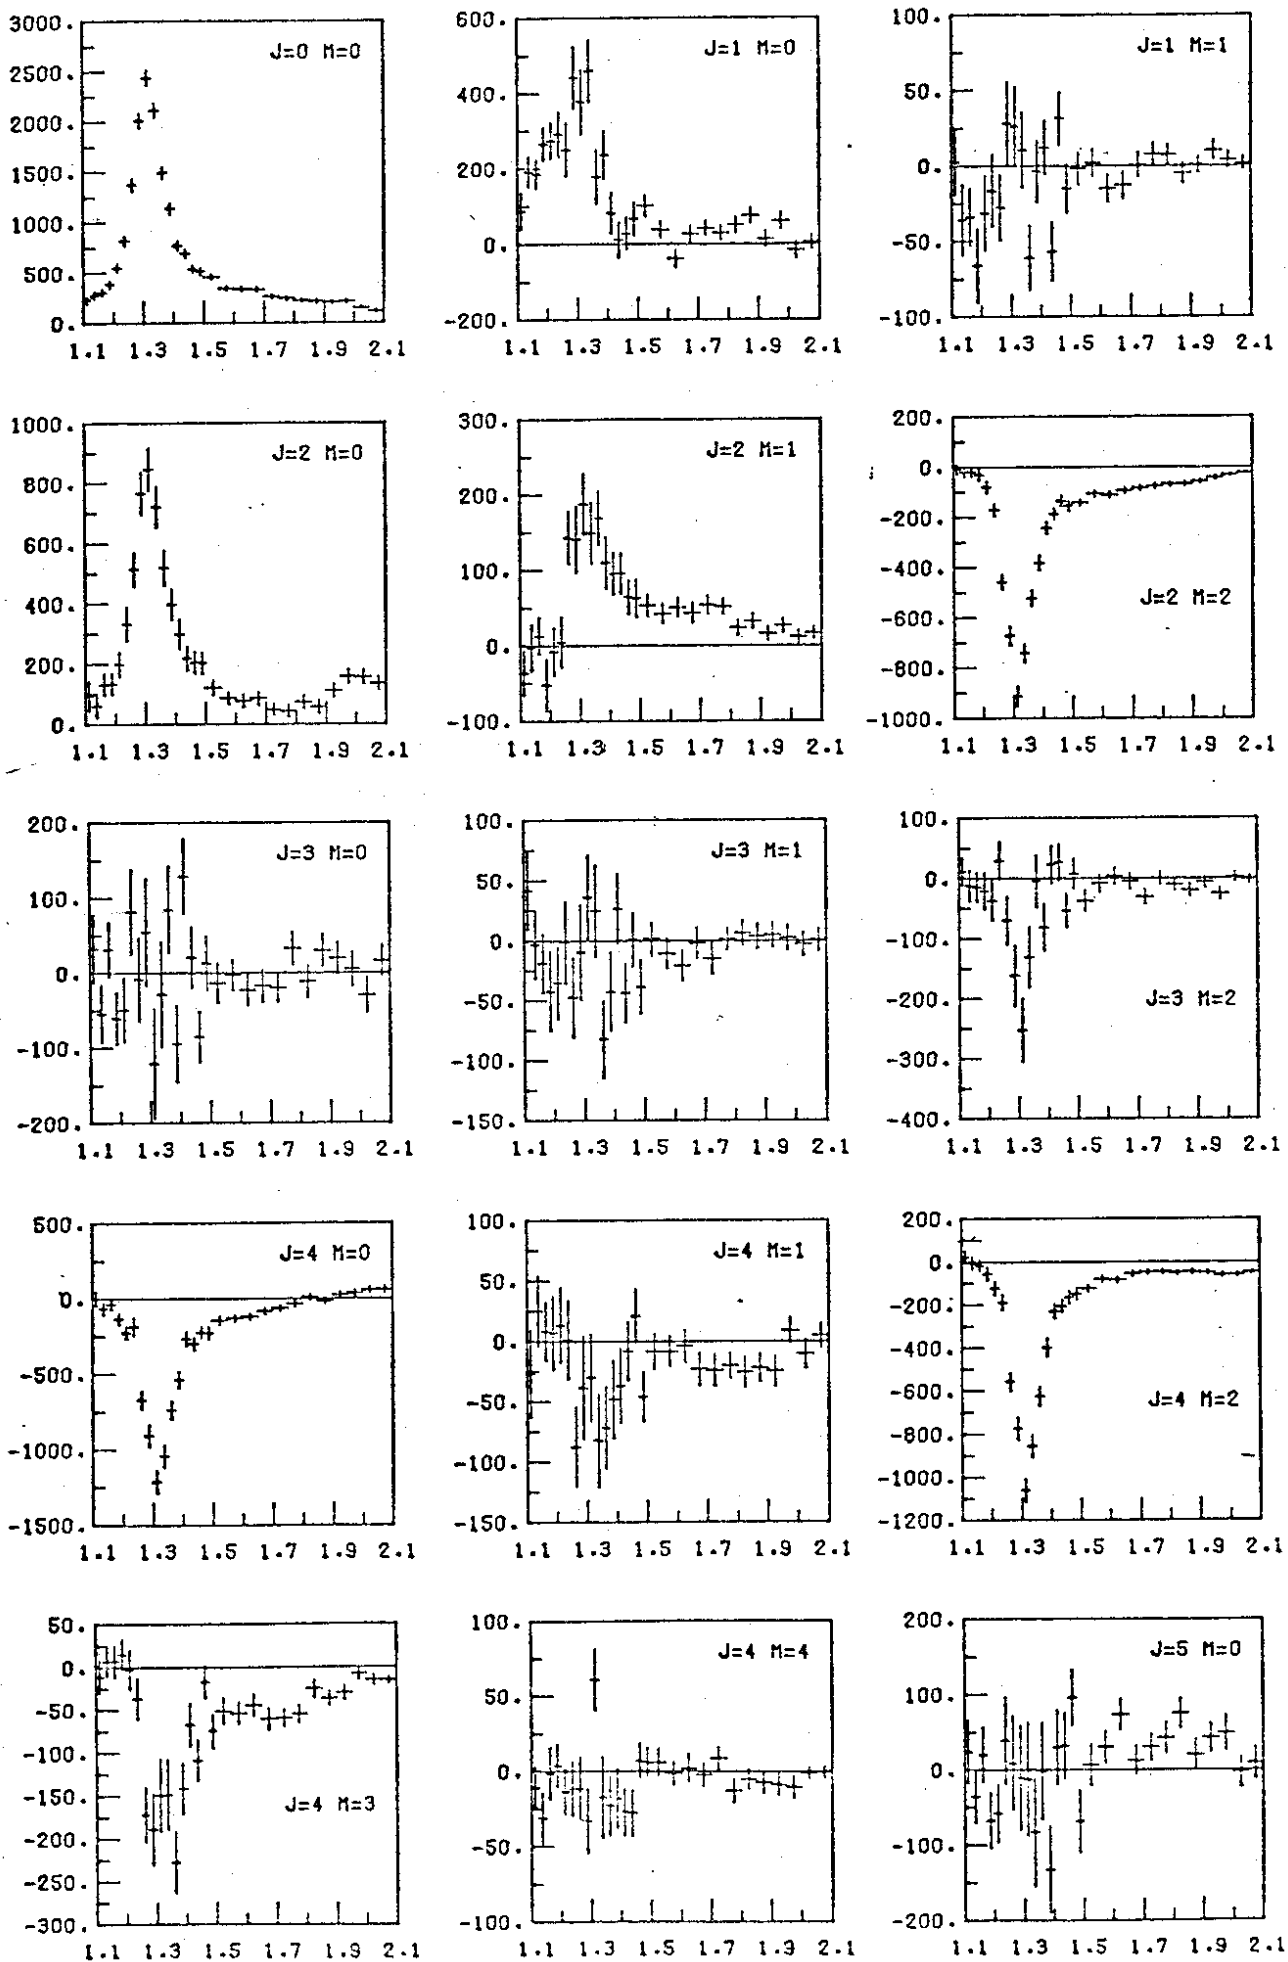 J=0 M=0
3000.
2500.
2000.
1500.
1000.
500.
0.
1.1 1.3 1.5 1.7 1.9 2.1
J=1 M=0
600.
400.
200.
0.
-200.
1.1 1.3 1.5 1.7 1.9 2.1
J=1 M=1
100.
50.
0.
-50.
-100.
1.1 1.3 1.5 1.7 1.9 2.1
J=2 M=0
1000.
800.
600.
400.
200.
0.
1.1 1.3 1.5 1.7 1.9 2.1
J=2 M=1
300.
200.
100.
0.
-100.
1.1 1.3 1.5 1.7 1.9 2.1
200.
0.
-200.
-400.
J=2 M=2
-600.
-800.
-1000.
1.1 1.3 1.5 1.7 1.9 2.1
200.
J=3 M=0
100.
0.
-100.
-200.
1.1 1.3 1.5 1.7 1.9 2.1
100.
J=3 M=1
50.
0.
-50.
-100.
-150.
1.1 1.3 1.5 1.7 1.9 2.1
100.
0.
-100.
-200.
J=3 M=2
-300.
-400.
1.1 1.3 1.5 1.7 1.9 2.1
500.
J=4 M=0
0.
-500.
-1000.
-1500.
1.1 1.3 1.5 1.7 1.9 2.1
100.
J=4 M=1
50.
0.
-50.
-100.
-150.
1.1 1.3 1.5 1.7 1.9 2.1
200.
0.
-200.
-400.
-600.
J=4 M=2
-800.
-1000.
-1200.
1.1 1.3 1.5 1.7 1.9 2.1
50.
0.
-50.
-100.
-150.
J=4 M=3
-200.
-250.
-300.
1.1 1.3 1.5 1.7 1.9 2.1
100.
J=4 M=4
50.
0.
-50.
-100.
1.1 1.3 1.5 1.7 1.9 2.1
200.
J=5 M=0
100.
0.
-100.
-200.
1.1 1.3 1.5 1.7 1.9 2.1